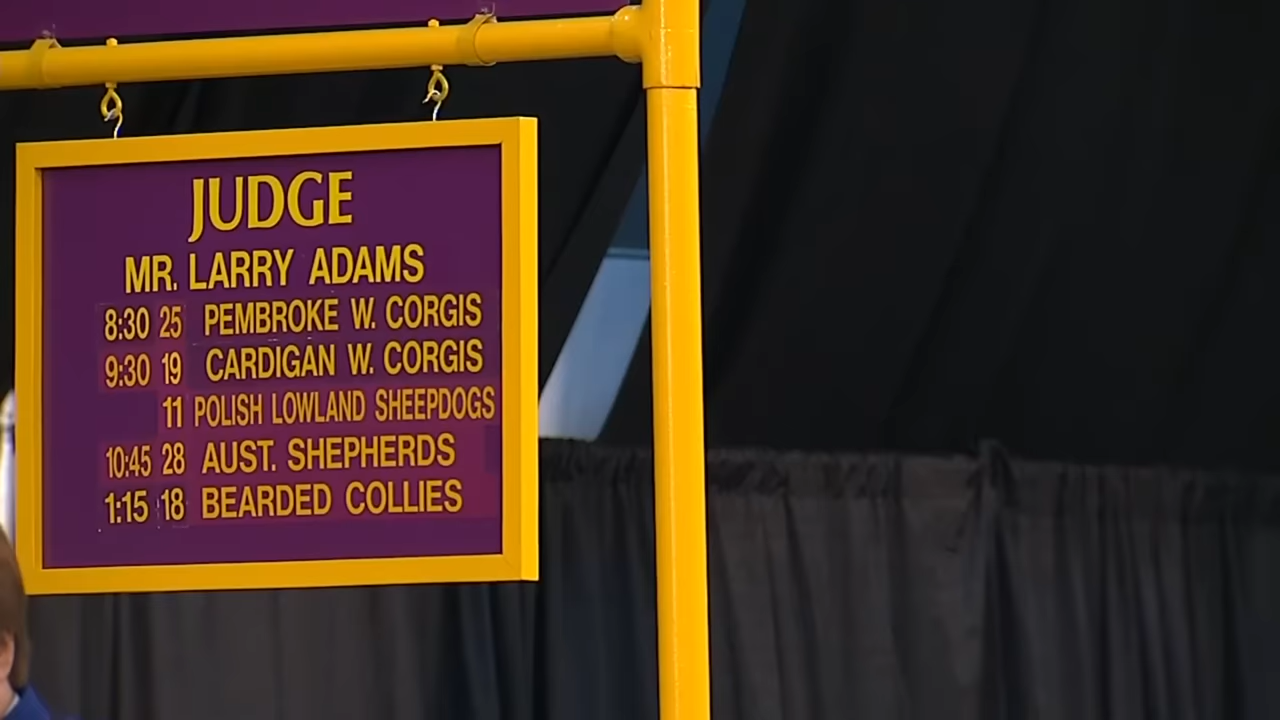 JUDGE
MR. LARRY ADAMS
8:30 25 PEMBROKE W. CORGIS
9:30 19 CARDIGAN W. CORGIS
11 POLISH LOWLAND SHEEPDOGS
10:45 28 AUST. SHEPHERDS
1:15 18 BEARDED COLLIES